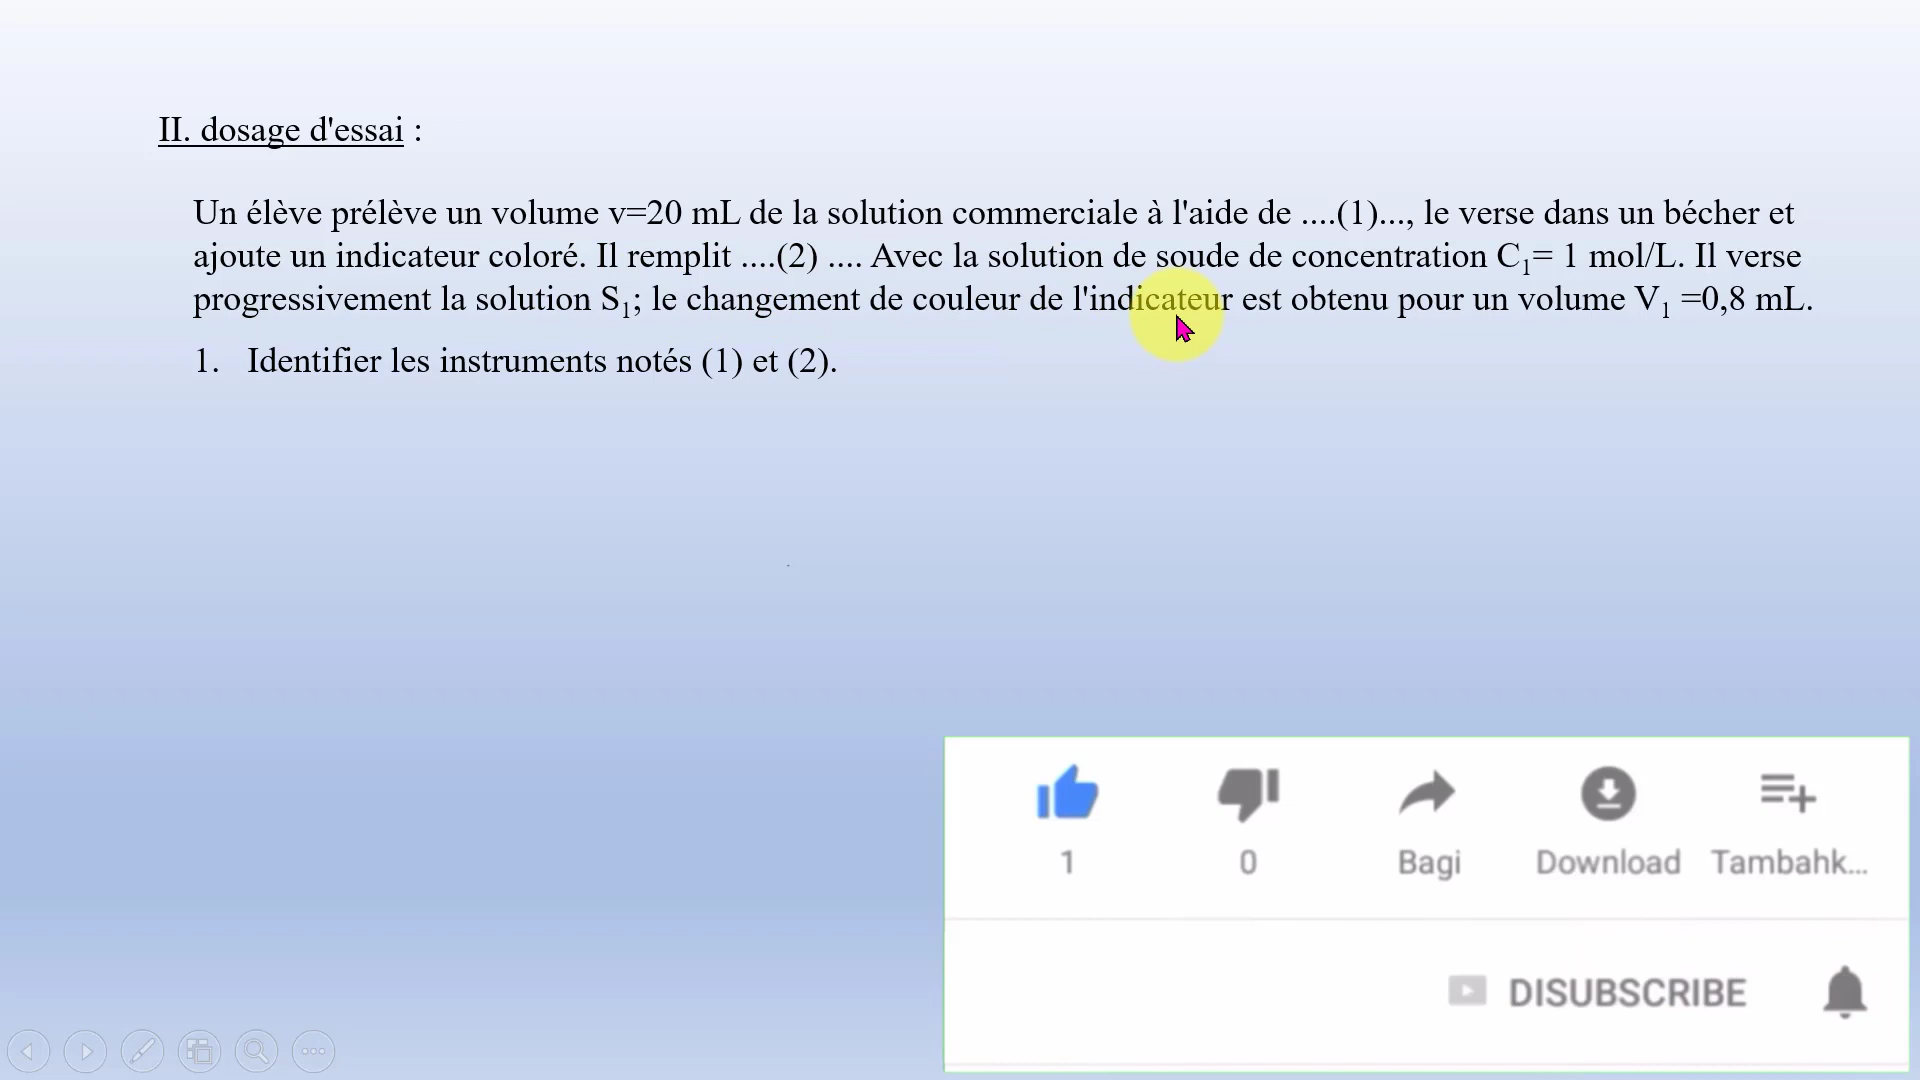 II. dosage d'essai :
Un élève prélève un volume v=20 mL de la solution commerciale à l'aide de ....(1)..., le verse dans un bécher et
ajoute un indicateur coloré. Il remplit ....(2) .... Avec la solution de soude de concentration C₁= 1 mol/L. Il verse
progressivement la solution S₁; le changement de couleur de l'indicateur est obtenu pour un volume V₁ =0,8 mL.
1. Identifier les instruments notés (1) et (2).
1 0 Bagi Download Tambahk...
DISUBSCRIBE